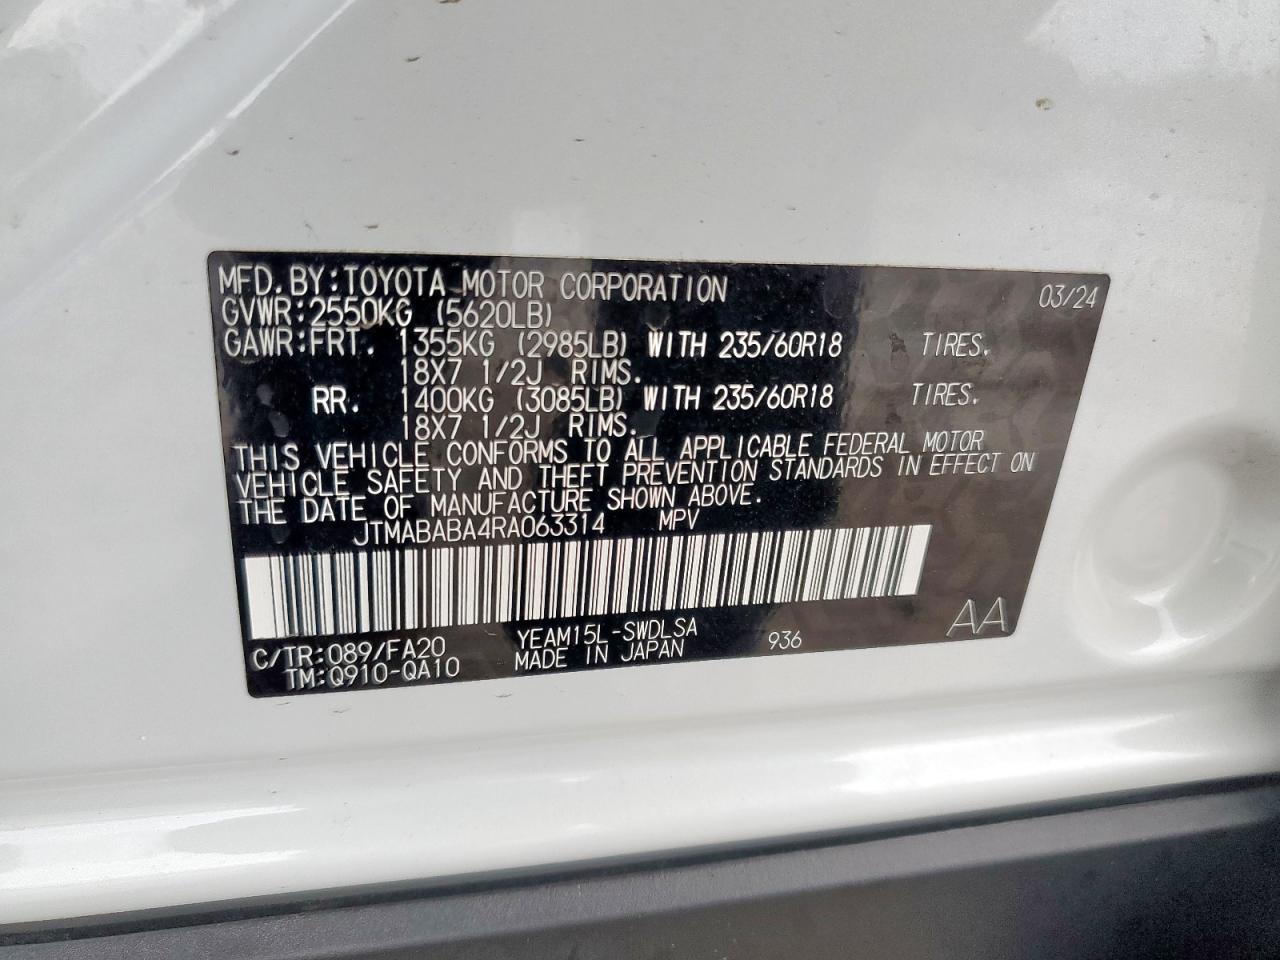 MFD. BY: TOYOTA MOTOR CORPORATION 03/24
GVWR: 2550KG (5620LB)
GAWR: FRT. 1355KG (2985LB) WITH 235/60R18 TIRES.
18X7 1/2J RIMS.
RR. 1400KG (3085LB) WITH 235/60R18 TIRES.
18X7 1/2J RIMS.
THIS VEHICLE CONFORMS TO ALL APPLICABLE FEDERAL MOTOR
VEHICLE SAFETY AND THEFT PREVENTION STANDARDS IN EFFECT ON
THE DATE OF MANUFACTURE SHOWN ABOVE.
JTMABABA4RA063314 MPV
C/TR: 089/FA20 YEAM15L-SWDLSA 936 AA
TM: Q910-QA10 MADE IN JAPAN